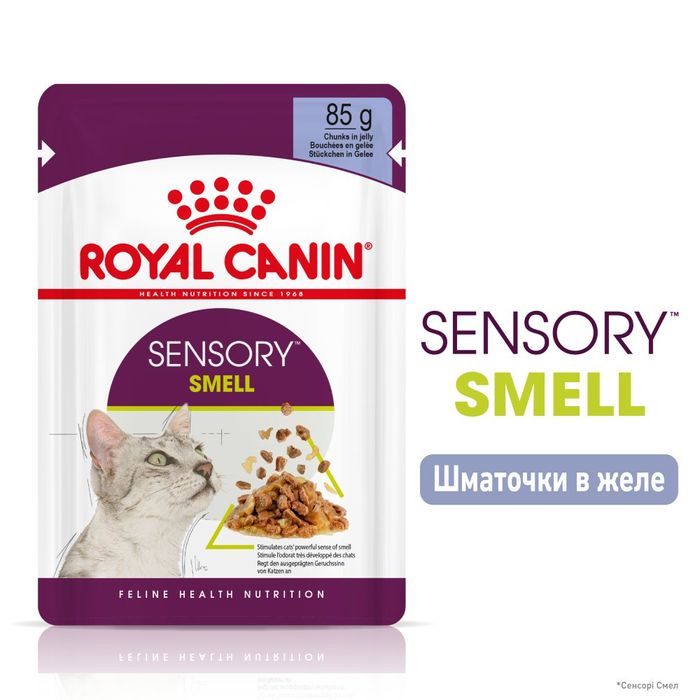 85 g
Chunks in jelly
Bouchées en gelée
Stückchen in Gelee
ROYAL CANIN®
HEALTH NUTRITION SINCE 1968
SENSORY™
SMELL
Stimulates cats' powerful sense of smell
Stimule l'odorat très développé des chats
Regt den ausgeprägten Geruchssinn
von Katzen an
FELINE HEALTH NUTRITION
SENSORY™
SMELL
Шматочки в желе
*Сенсорі Смел